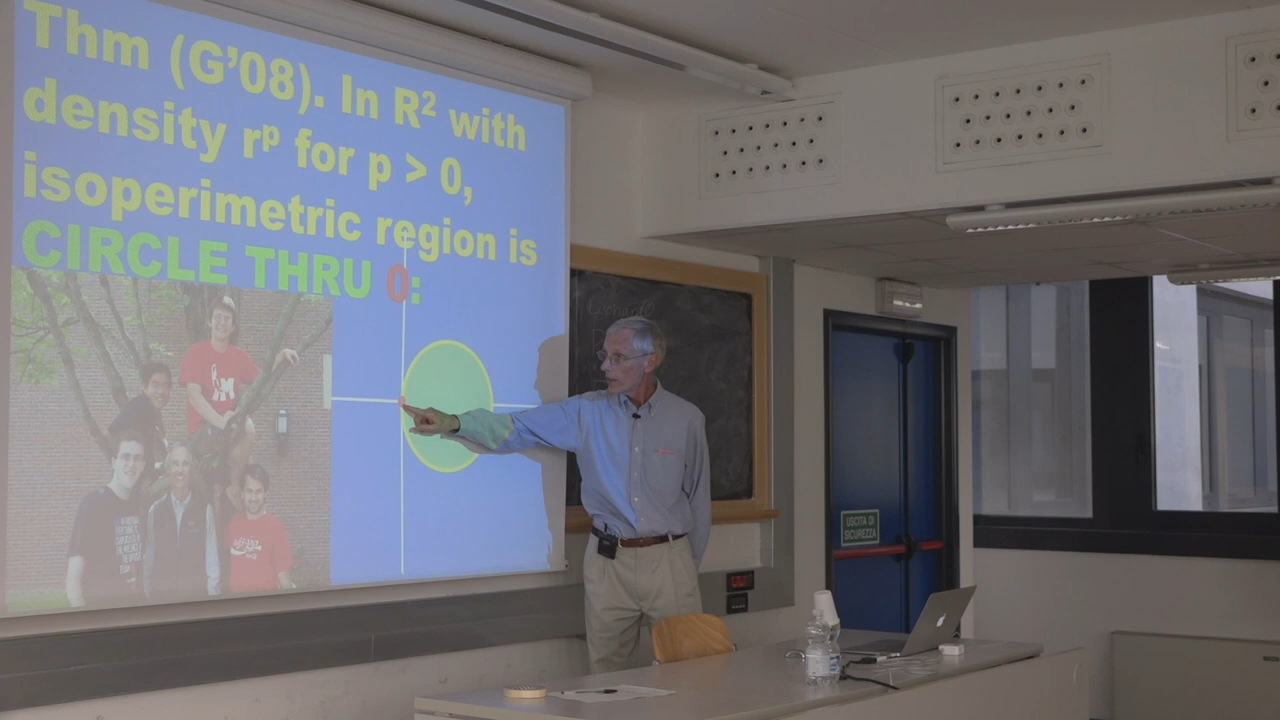 Thm (G’08). In R² with
density rᵖ for p > 0,
isoperimetric region is
CIRCLE THRU 0:
USCITA DI
SICUREZZA